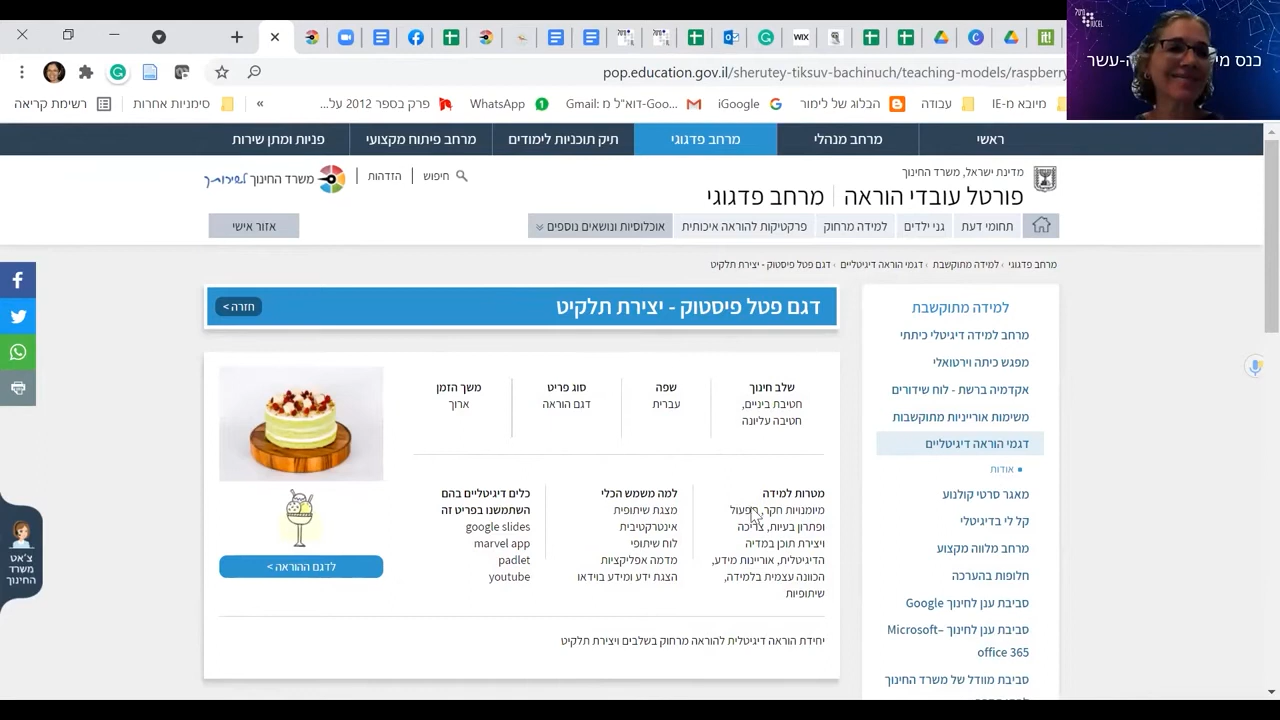 כנס מי
ה-עשר
pop.education.gov.il/sherutey-tiksuv-bachinuch/teaching-models/raspberry
מיובא מ-IE
עבודה
הבלוג של לימור
iGoogle
Gmail: דוא"ל מ-Goo...
WhatsApp
פרק בספר 2012 על...
«
סימניות אחרות
רשימת קריאה
ראשי
מרחב מנהלי
מרחב פדגוגי
תיק תוכניות לימודים
מרחב פיתוח מקצועי
פניות ומתן שירות
מדינת ישראל, משרד החינוך
פורטל עובדי הוראה | מרחב פדגוגי
חיפוש
הזדהות
משרד החינוך לשירותך
תחומי דעת
גני ילדים
למידה מרחוק
פרקטיקות להוראה איכותית
אוכלוסיות ונושאים נוספים
אזור אישי
מרחב פדגוגי › למידה מתוקשבת › דגמי הוראה דיגיטליים › דגם פטל פיסטוק - יצירת תלקיט
למידה מתוקשבת
מרחב למידה דיגיטלי כיתתי
מפגש כיתה וירטואלי
אקדמיה ברשת - לוח שידורים
משימות אורייניות מתוקשבות
דגמי הוראה דיגיטליים
אודות
מאגר סרטי קולנוע
קל לי בדיגיטלי
מרחב מלווה מקצוע
חלופות בהערכה
סביבת ענן לחינוך Google
סביבת ענן לחינוך –Microsoft
office 365
סביבת מוודל של משרד החינוך
דגם פטל פיסטוק - יצירת תלקיט
חזרה >
שלב חינוך
חטיבת ביניים,
חטיבה עליונה
שפה
עברית
סוג פריט
דגם הוראה
משך הזמן
ארוך
מטרות למידה
מיומנויות חקר,
ופתרון בעיות,
ויצירת תוכן במדיה
הדיגיטלית, אוריינות מידע,
הכוונה עצמית בלמידה,
שיתופיות
למה משמש הכלי
מצגת שיתופית
אינטרקטיבית
לוח שיתופי
מדמה אפליקציות
הצגת ידע ומידע בוידאו
כלים דיגיטליים בהם
השתמשנו בפריט זה
google slides
marvel app
padlet
youtube
לדגם ההוראה >
יחידת הוראה דיגיטלית להוראה מרחוק בשלבים ויצירת תלקיט
צ'אט
משרד
החינוך